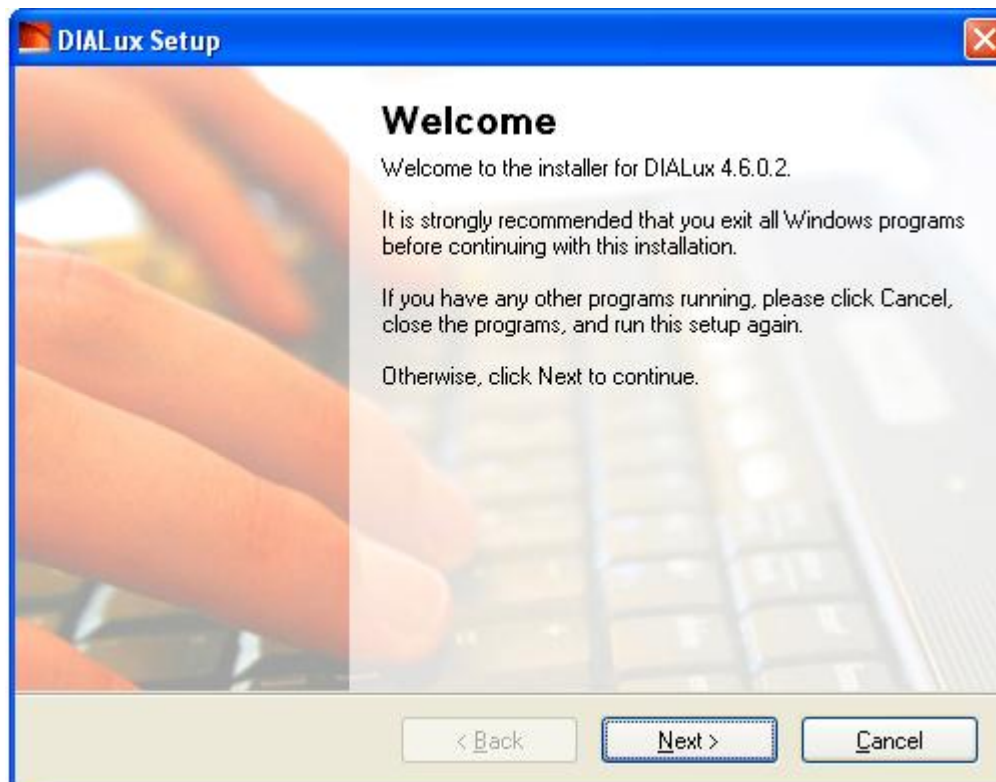 DIALux Setup
Welcome
Welcome to the installer for DIALux 4.6.0.2.
It is strongly recommended that you exit all Windows programs
before continuing with this installation.
If you have any other programs running, please click Cancel,
close the programs, and run this setup again.
Otherwise, click Next to continue.
< Back
Next >
Cancel